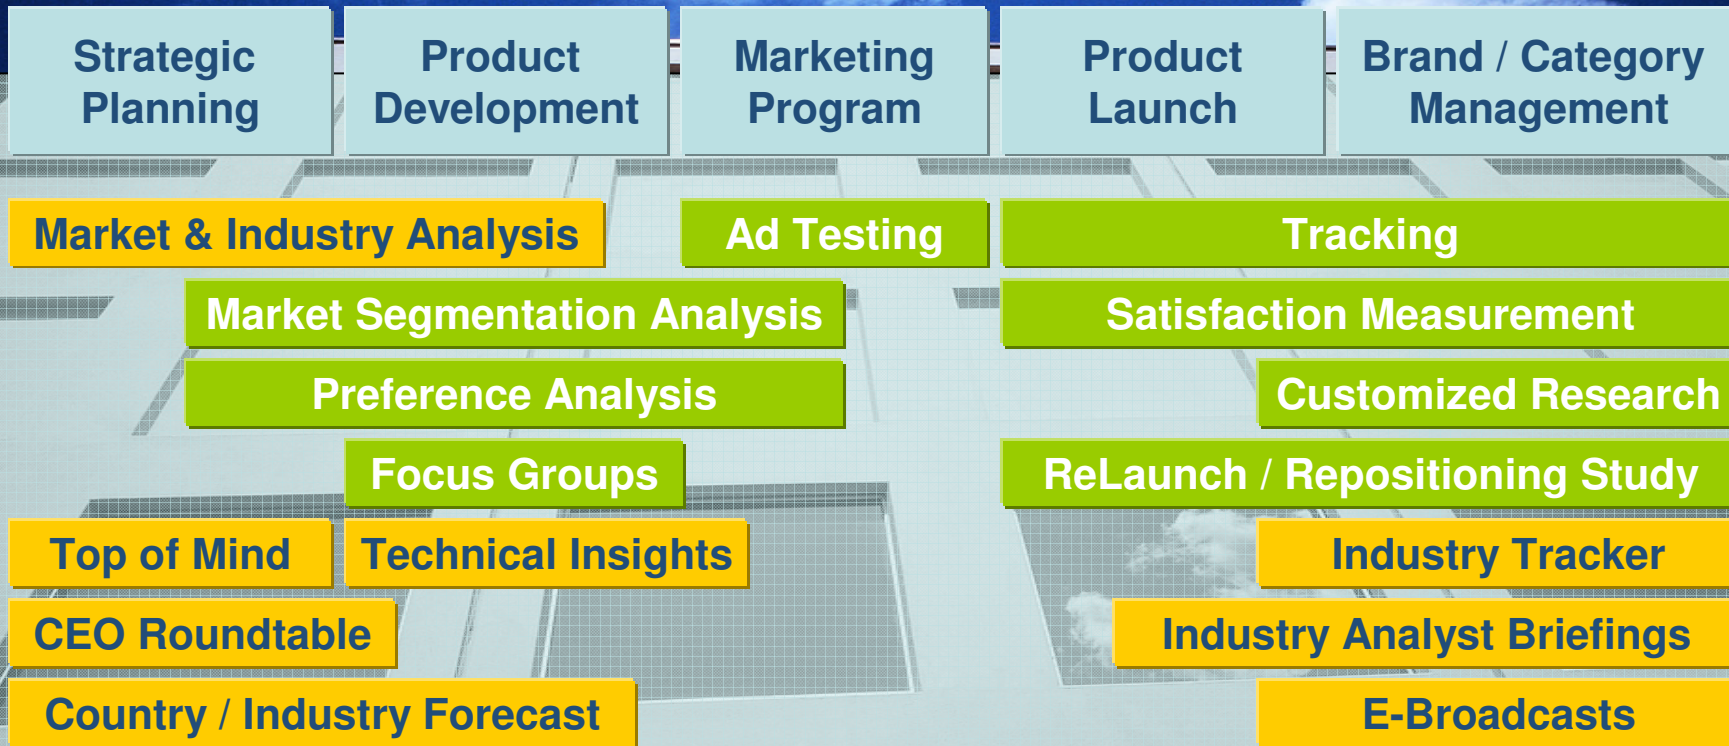 Strategic
Planning
Product
Development
Marketing
Program
Product
Launch
Brand / Category
Management
Market & Industry Analysis
Ad Testing
Tracking
Market Segmentation Analysis
Satisfaction Measurement
Preference Analysis
Customized Research
Focus Groups
ReLaunch / Repositioning Study
Top of Mind
Technical Insights
Industry Tracker
CEO Roundtable
Industry Analyst Briefings
Country / Industry Forecast
E-Broadcasts